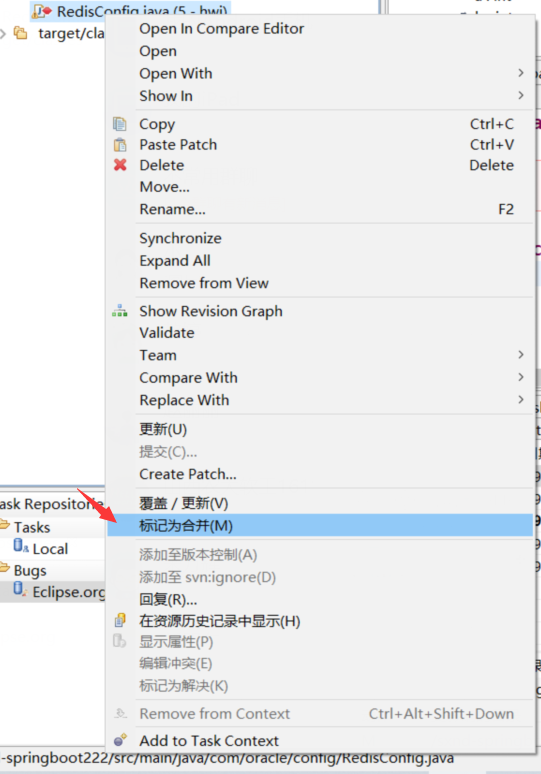 RedisConfig.java (5 - hwj)
target/cla
Open In Compare Editor
Open
Open With
Show In
Copy Ctrl+C
Paste Patch Ctrl+V
Delete Delete
Move...
Rename... F2
Synchronize
Expand All
Remove from View
Show Revision Graph
Validate
Team
Compare With
Replace With
更新(U)
提交(C)...
Create Patch...
ask Repositorie
覆盖 / 更新(V)
Tasks
标记为合并(M)
Local
添加至版本控制(A)
Bugs
添加至 svn:ignore(D)
Eclipse.org
回复(R)...
在资源历史记录中显示(H)
显示属性(P)
编辑冲突(E)
标记为解决(K)
Remove from Context Ctrl+Alt+Shift+Down
Add to Task Context
-springboot222/src/main/java/com/oracle/config/RedisConfig.java